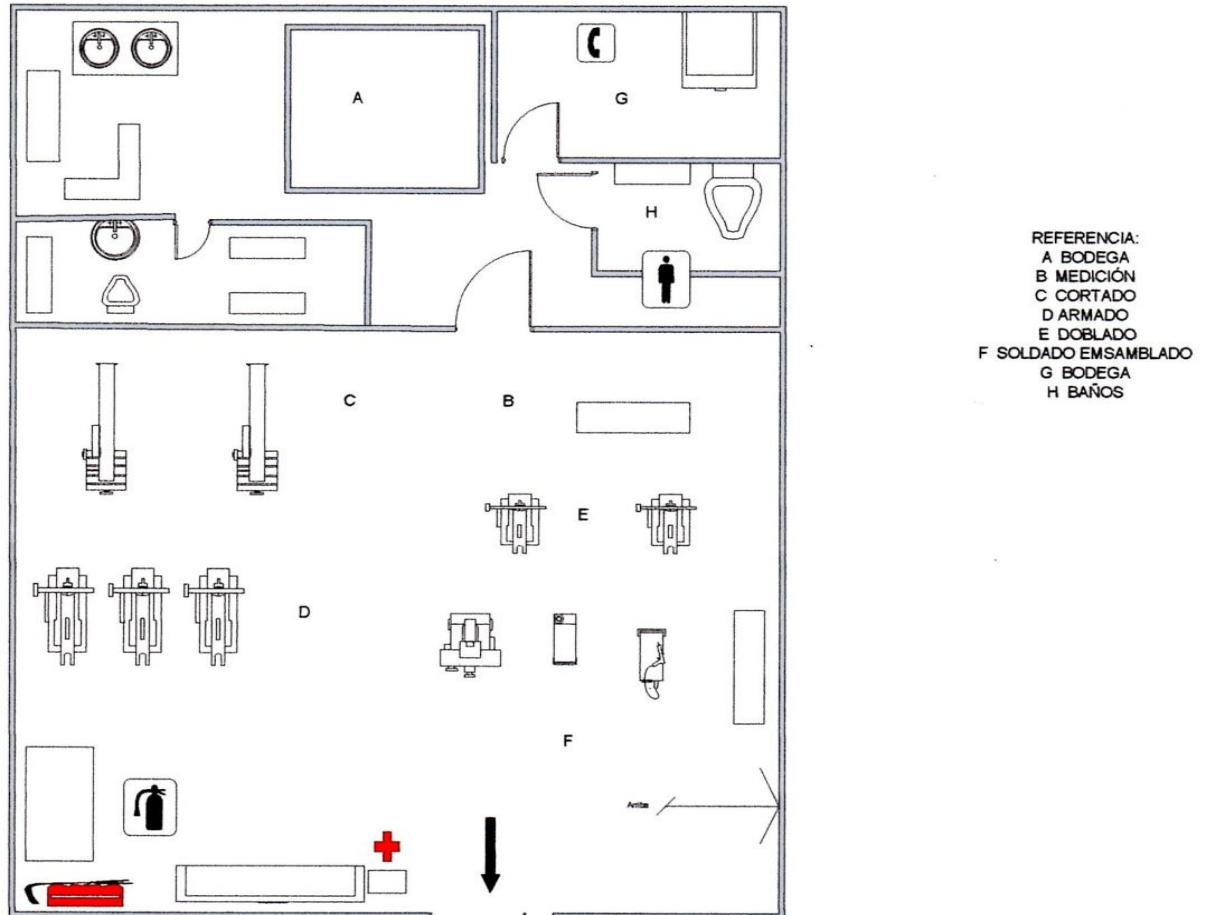 A
G
H
REFERENCIA:
A BODEGA
B MEDICIÓN
C CORTADO
D ARMADO
E DOBLADO
F SOLDADO EMSAMBLADO
G BODEGA
H BAÑOS
C
B
E
D
F
Arriba